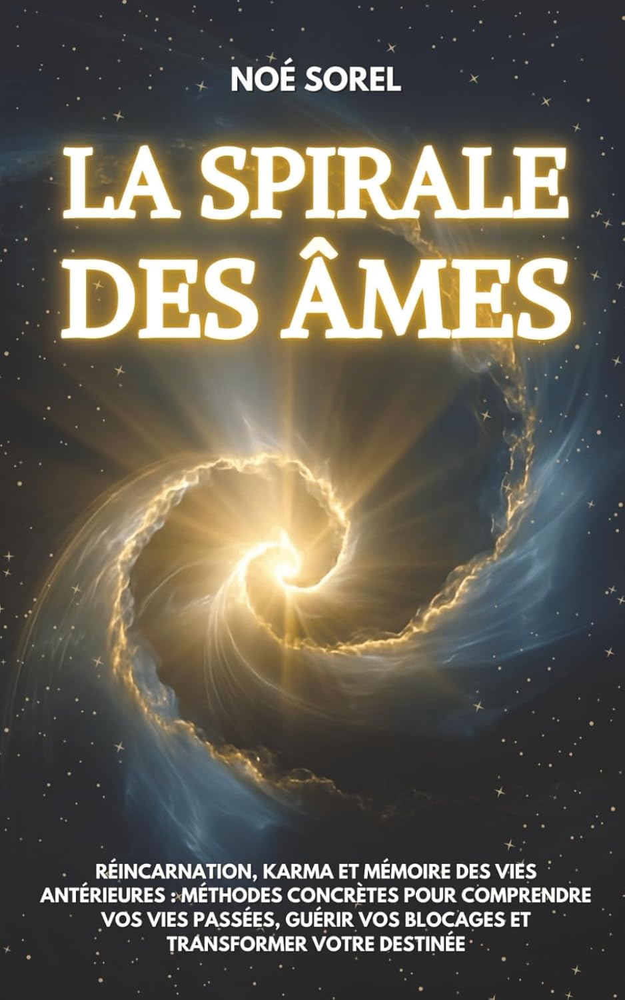 NOÉ SOREL
LA SPIRALE
DES ÂMES
RÉINCARNATION, KARMA ET MÉMOIRE DES VIES
ANTÉRIEURES : MÉTHODES CONCRÈTES POUR COMPRENDRE
VOS VIES PASSÉES, GUÉRIR VOS BLOCAGES ET
TRANSFORMER VOTRE DESTINÉE